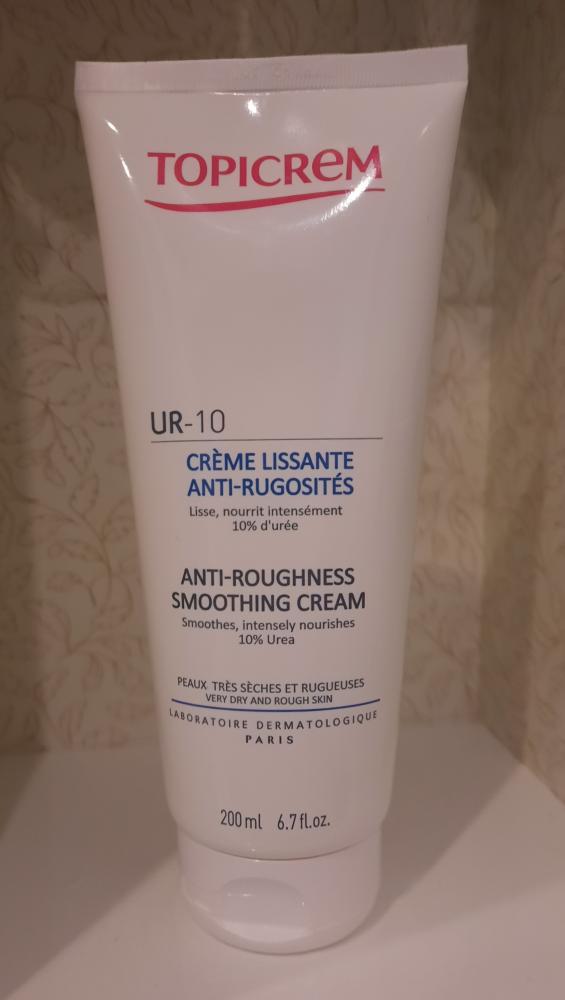 TOPICREM
UR-10
CRÈME LISSANTE
ANTI-RUGOSITÉS
Lisse, nourrit intensément
10% d'urée
ANTI-ROUGHNESS
SMOOTHING CREAM
Smoothes, intensely nourishes
10% Urea
PEAUX TRÈS SÈCHES ET RUGUEUSES
VERY DRY AND ROUGH SKIN
LABORATOIRE DERMATOLOGIQUE
PARIS
200 ml 6.7 fl.oz.